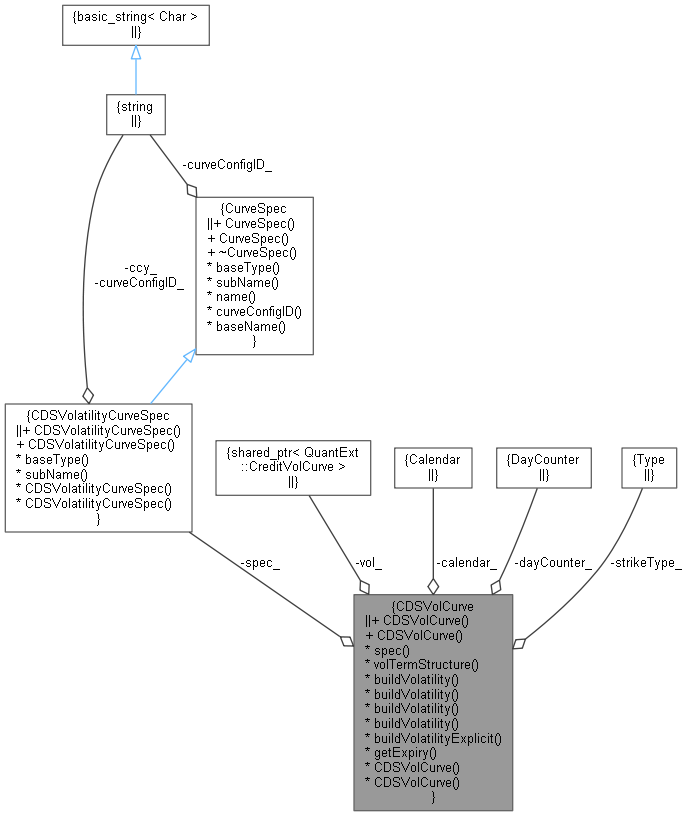 {basic_string< Char >
||}
{string
||}
-curveConfigID_
{CurveSpec
||+ CurveSpec()
+ CurveSpec()
+ ~CurveSpec()
* baseType()
* subName()
* name()
* curveConfigID()
* baseName()
}
-ccy_
-curveConfigID_
{CDSVolatilityCurveSpec
||+ CDSVolatilityCurveSpec()
+ CDSVolatilityCurveSpec()
* baseType()
* subName()
* CDSVolatilityCurveSpec()
* CDSVolatilityCurveSpec()
}
{shared_ptr< QuantExt
::CreditVolCurve >
||}
{Calendar
||}
{DayCounter
||}
{Type
||}
-spec_
-vol_
-calendar_
-dayCounter_
-strikeType_
{CDSVolCurve
||+ CDSVolCurve()
+ CDSVolCurve()
* spec()
* volTermStructure()
* buildVolatility()
* buildVolatility()
* buildVolatility()
* buildVolatility()
* buildVolatilityExplicit()
* getExpiry()
* CDSVolCurve()
* CDSVolCurve()
}